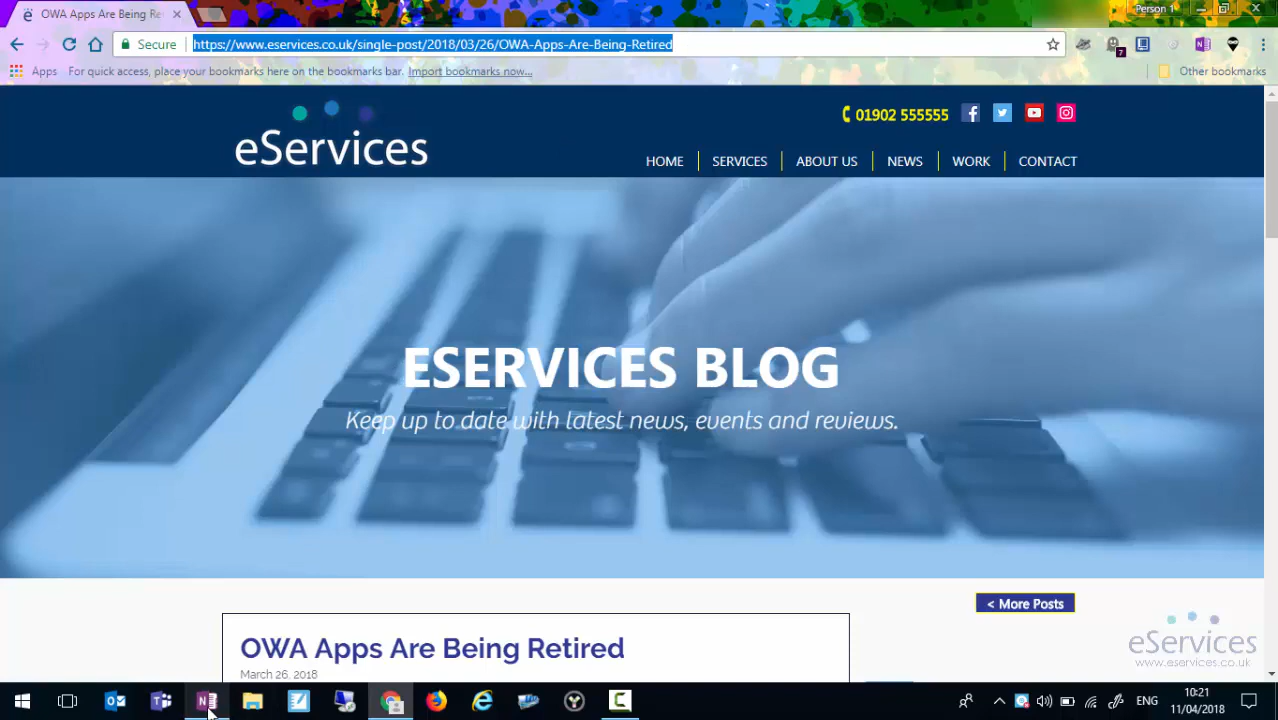 OWA Apps Are Being Re
Person 1
Secure
https://www.eservices.co.uk/single-post/2018/03/26/OWA-Apps-Are-Being-Retired
7
Apps
For quick access, place your bookmarks here on the bookmarks bar.
Import bookmarks now...
Other bookmarks
eServices
01902 555555
HOME
SERVICES
ABOUT US
NEWS
WORK
CONTACT
ESERVICES BLOG
Keep up to date with latest news, events and reviews.
< More Posts
OWA Apps Are Being Retired
March 26, 2018
eServices
www.eservices.co.uk
ENG
10:21
11/04/2018